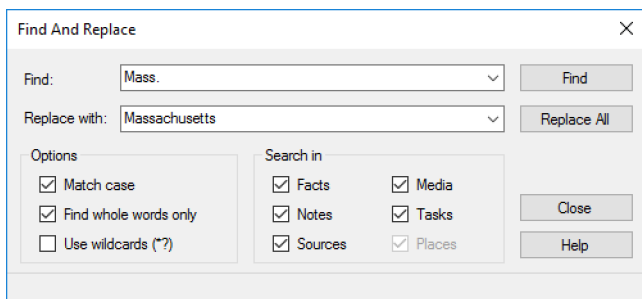 Find And Replace
Find: Mass. Find
Replace with: Massachusetts Replace All
Options
Match case
Find whole words only
Use wildcards (*?)
Search in
Facts Media
Notes Tasks
Sources Places
Close
Help